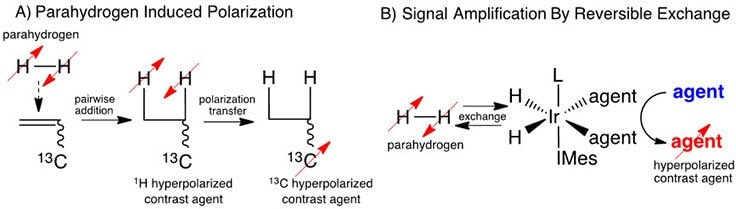 A) Parahydrogen Induced Polarization
parahydrogen
H H
pairwise
addition
13C
H H
13C
1H hyperpolarized
contrast agent
polarization
transfer
H H
13C
13C hyperpolarized
contrast agent
B) Signal Amplification By Reversible Exchange
H H
parahydrogen
exchange
L
H
H
Ir
agent
agent
IMes
agent
agent
hyperpolarized
contrast agent